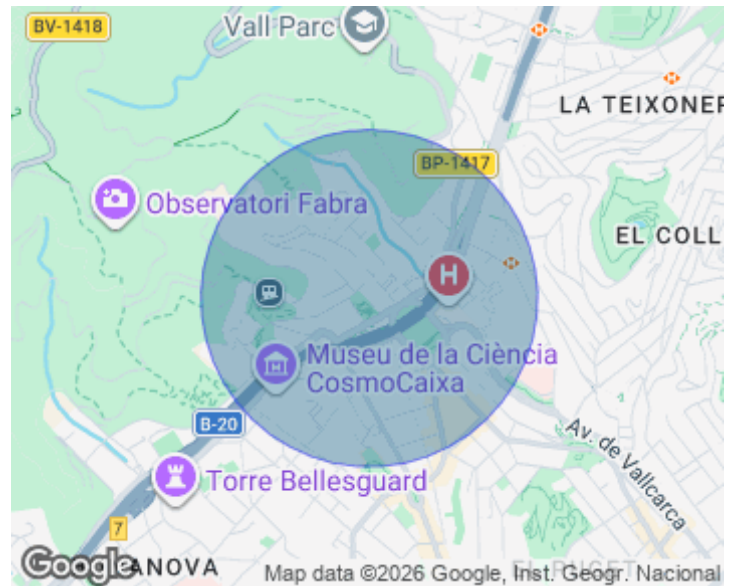 BV-1418
Vall Parc
LA TEIXONER
BP-1417
Observatori Fabra
EL COLL
H
Museu de la Ciència
CosmoCaixa
B-20
Av. de Vallcarca
Torre Bellesguard
7
Google
ANOVA
Map data ©2026 Google, Inst. Geogr. Nacional